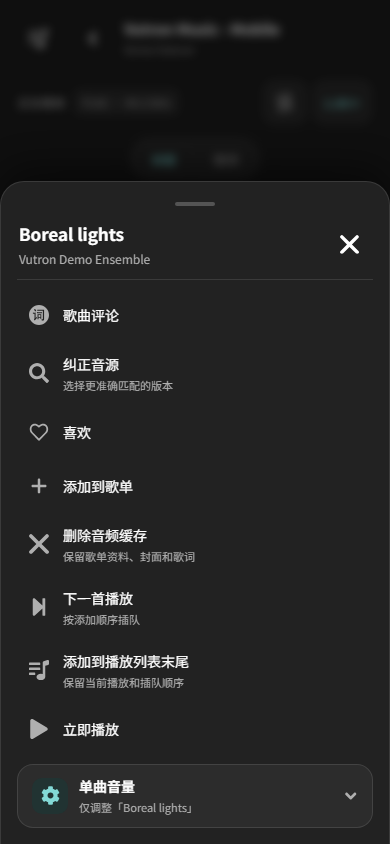 Boreal lights
Vutron Demo Ensemble
词 歌曲评论
纠正音源
选择更准确匹配的版本
喜欢
添加到歌单
删除音频缓存
保留歌单资料、封面和歌词
下一首播放
按添加顺序插队
添加到播放列表末尾
保留当前播放和插队顺序
立即播放
单曲音量
仅调整「Boreal lights」